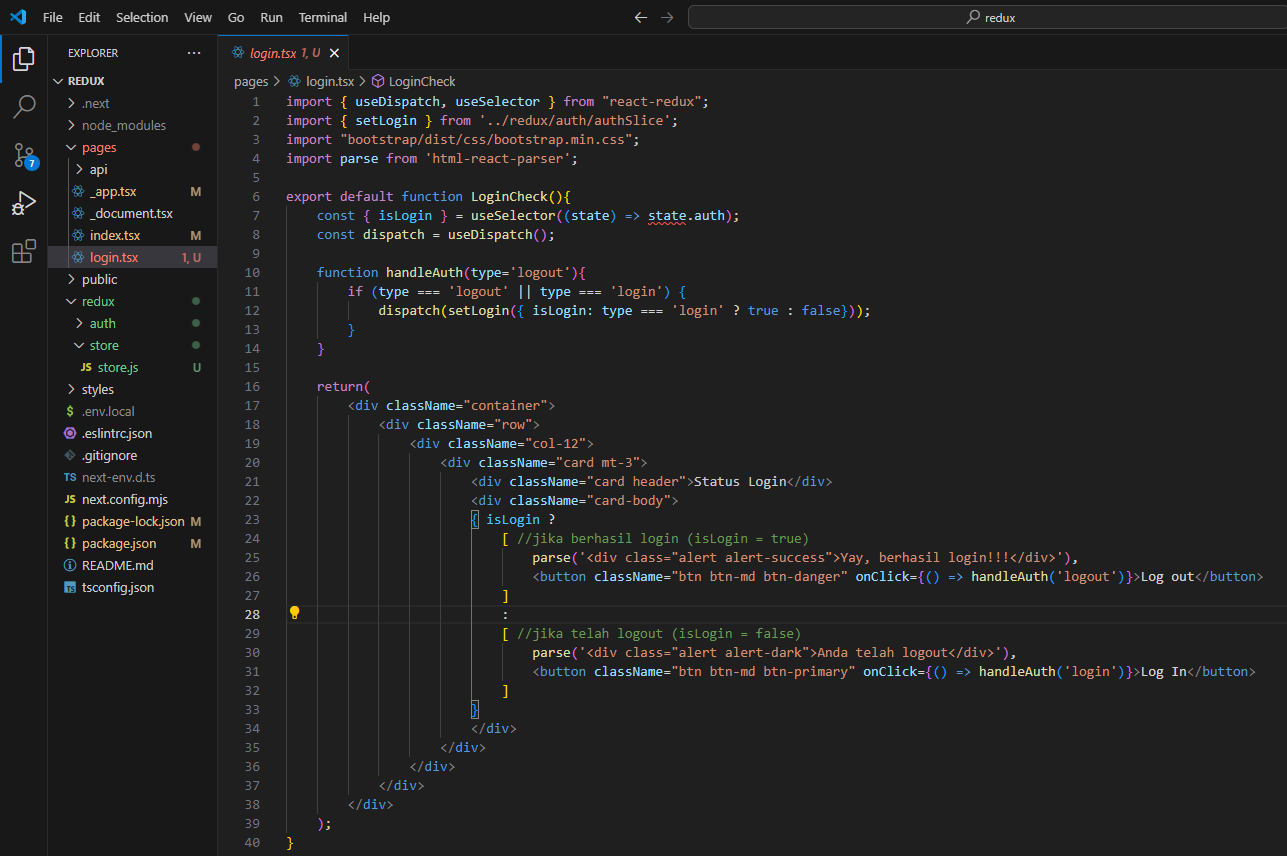 File Edit Selection View Go Run Terminal Help
redux
EXPLORER
login.tsx 1, U
REDUX
.next
node_modules
pages
api
_app.tsx M
_document.tsx
index.tsx M
login.tsx 1, U
public
redux
auth
store
JS store.js U
styles
$ .env.local
.eslintrc.json
.gitignore
TS next-env.d.ts
JS next.config.mjs
{} package-lock.json M
{} package.json M
README.md
TS tsconfig.json
7
pages > login.tsx > LoginCheck
1 import { useDispatch, useSelector } from "react-redux";
2 import { setLogin } from '../redux/auth/authSlice';
3 import "bootstrap/dist/css/bootstrap.min.css";
4 import parse from 'html-react-parser';
5
6 export default function LoginCheck(){
7 const { isLogin } = useSelector((state) => state.auth);
8 const dispatch = useDispatch();
9
10 function handleAuth(type='logout'){
11 if (type === 'logout' || type === 'login') {
12 dispatch(setLogin({ isLogin: type === 'login' ? true : false}));
13 }
14 }
15
16 return(
17 <div className="container">
18 <div className="row">
19 <div className="col-12">
20 <div className="card mt-3">
21 <div className="card header">Status Login</div>
22 <div className="card-body">
23 { isLogin ?
24 [ //jika berhasil login (isLogin = true)
25 parse('<div class="alert alert-success">Yay, berhasil login!!!</div>'),
26 <button className="btn btn-md btn-danger" onClick={() => handleAuth('logout')}>Log out</button>
27 ]
28 :
29 [ //jika telah logout (isLogin = false)
30 parse('<div class="alert alert-dark">Anda telah logout</div>'),
31 <button className="btn btn-md btn-primary" onClick={() => handleAuth('login')}>Log In</button>
32 ]
33 }
34 </div>
35 </div>
36 </div>
37 </div>
38 </div>
39 );
40 }